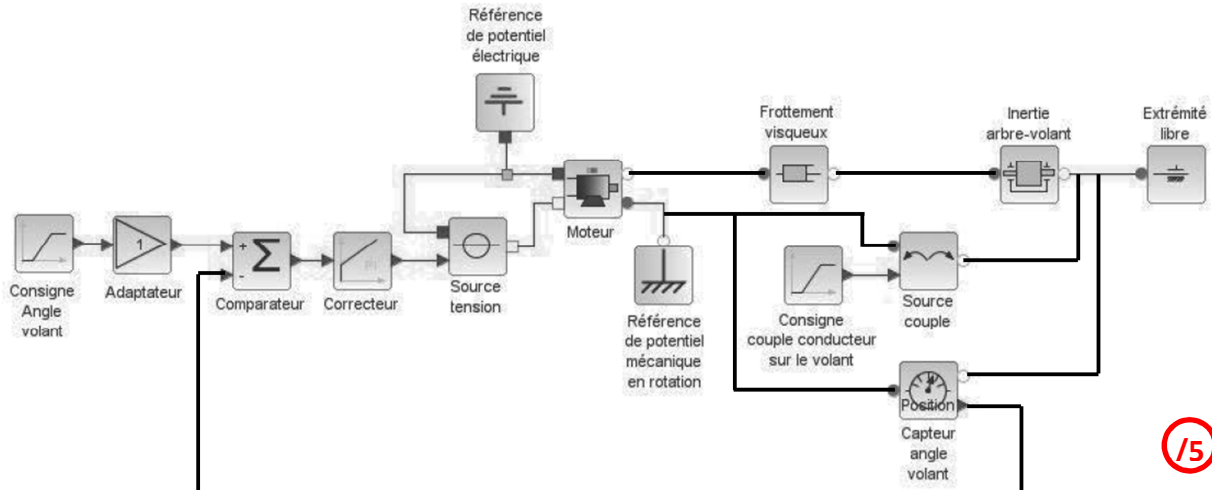 Référence
de potentiel
électrique
Frottement
visqueux
Inertie
arbre-volant
Extrémité
libre
Moteur
1
+
-
Σ
PI
Consigne
Angle
volant
Adaptateur
Comparateur
Correcteur
Source
tension
Référence
de potentiel
mécanique
en rotation
Consigne
couple conducteur
sur le volant
Source
couple
Position
Capteur
angle
volant
/5